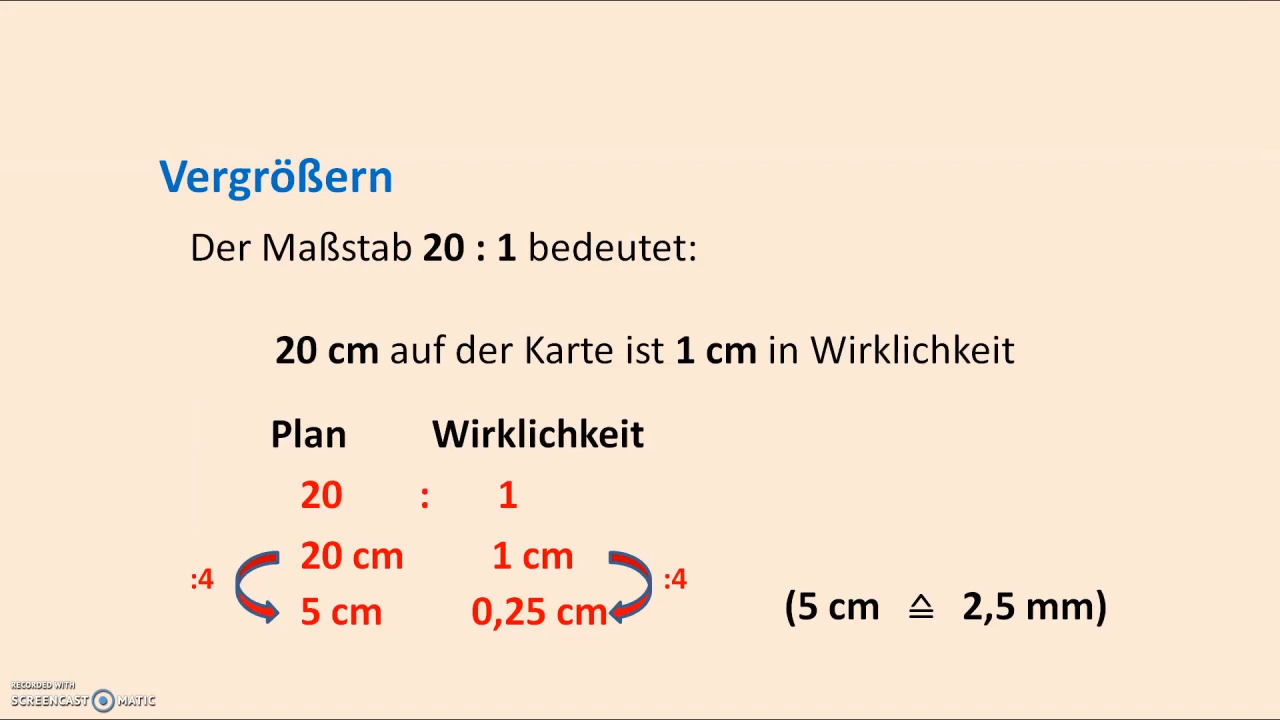 Vergrößern
Der Maßstab 20 : 1 bedeutet:
20 cm auf der Karte ist 1 cm in Wirklichkeit
Plan Wirklichkeit
20 : 1
20 cm 1 cm
:4 :4
5 cm 0,25 cm
(5 cm ≙ 2,5 mm)
RECORDED WITH
SCREENCAST MATIC